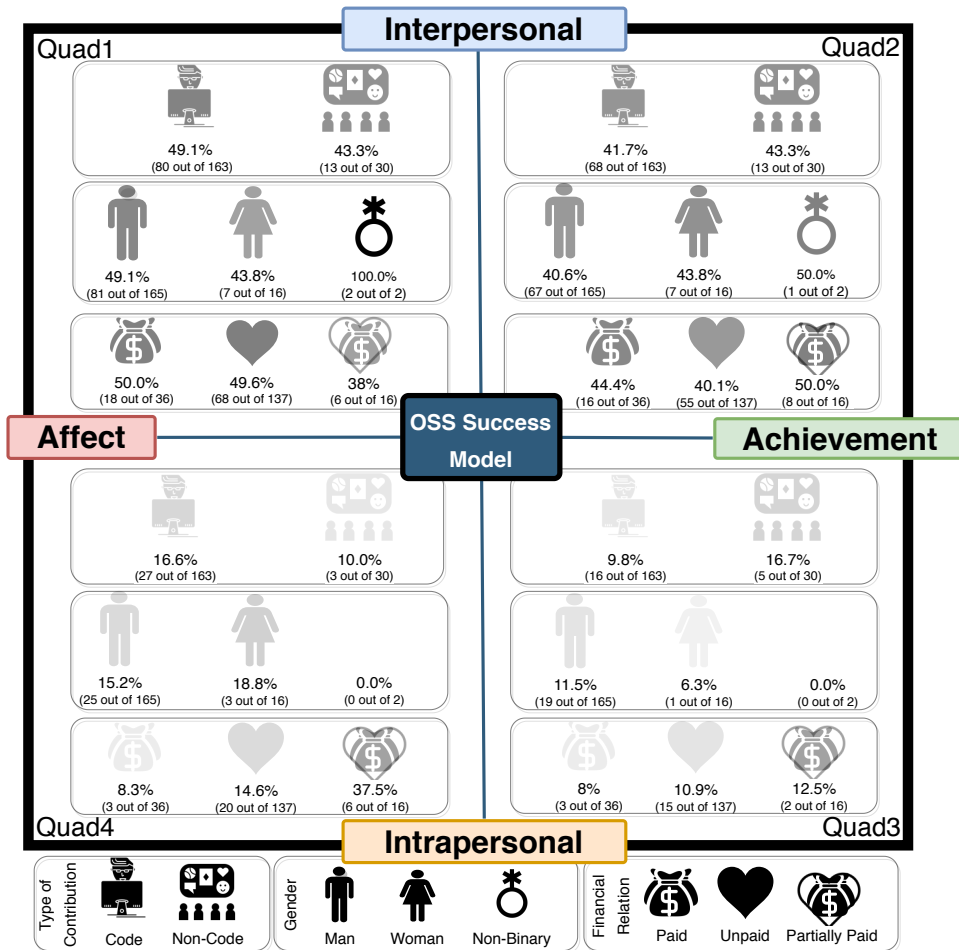 Interpersonal
Quad1
Quad2
49.1%
(80 out of 163)
43.3%
(13 out of 30)
41.7%
(68 out of 163)
43.3%
(13 out of 30)
49.1%
(81 out of 165)
43.8%
(7 out of 16)
100.0%
(2 out of 2)
40.6%
(67 out of 165)
43.8%
(7 out of 16)
50.0%
(1 out of 2)
$
$
$
$
50.0%
(18 out of 36)
49.6%
(68 out of 137)
38%
(6 out of 16)
44.4%
(16 out of 36)
40.1%
(55 out of 137)
50.0%
(8 out of 16)
Affect
OSS Success
Model
Achievement
16.6%
(27 out of 163)
10.0%
(3 out of 30)
9.8%
(16 out of 163)
16.7%
(5 out of 30)
15.2%
(25 out of 165)
18.8%
(3 out of 16)
0.0%
(0 out of 2)
11.5%
(19 out of 165)
6.3%
(1 out of 16)
0.0%
(0 out of 2)
$
$
$
$
8.3%
(3 out of 36)
14.6%
(20 out of 137)
37.5%
(6 out of 16)
8%
(3 out of 36)
10.9%
(15 out of 137)
12.5%
(2 out of 16)
Quad4
Quad3
Intrapersonal
Type of
Contribution
Code
Non-Code
Gender
Man
Woman
Non-Binary
Financial
Relation
$
$
Paid
Unpaid
Partially Paid